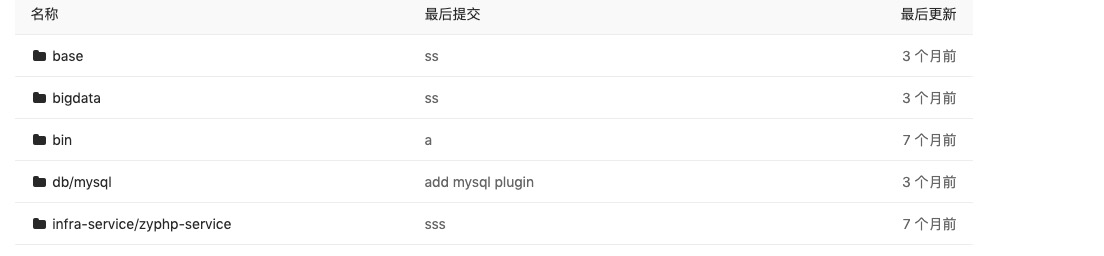 名称 最后提交 最后更新
base ss 3 个月前
bigdata ss 3 个月前
bin a 7 个月前
db/mysql add mysql plugin 3 个月前
infra-service/zyphp-service sss 7 个月前